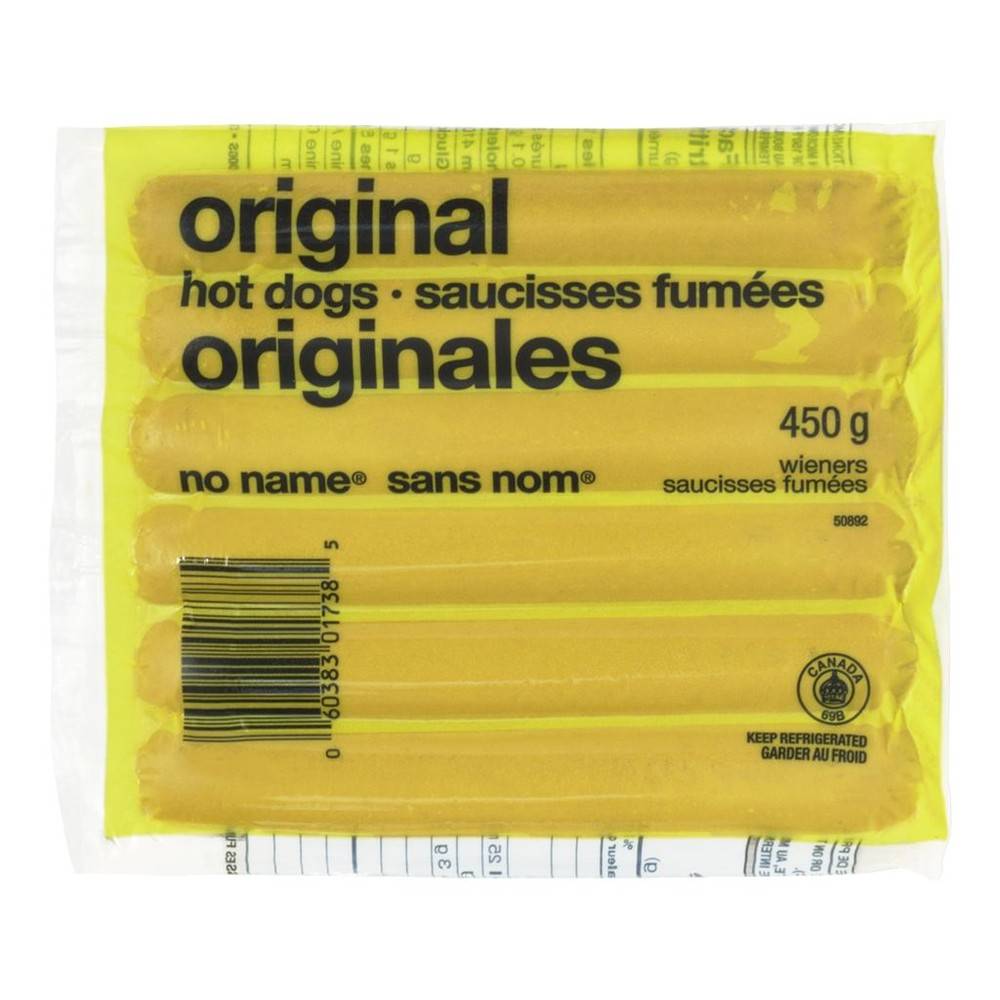 original
hot dogs · saucisses fumées
originales
450 g
wieners
saucisses fumées
no name® sans nom®
50892
0 60383 01738 5
CANADA
69B
KEEP REFRIGERATED
GARDER AU FROID